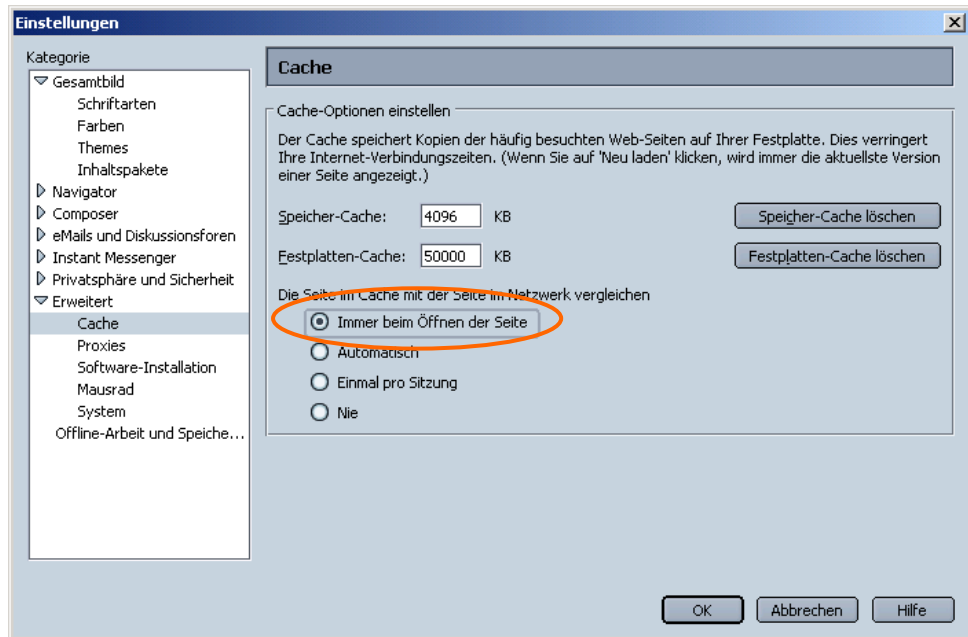 Einstellungen
Kategorie
Gesamtbild
Schriftarten
Farben
Themes
Inhaltspakete
Navigator
Composer
eMails und Diskussionsforen
Instant Messenger
Privatsphäre und Sicherheit
Erweitert
Cache
Proxies
Software-Installation
Mausrad
System
Offline-Arbeit und Speiche...
Cache
Cache-Optionen einstellen
Der Cache speichert Kopien der häufig besuchten Web-Seiten auf Ihrer Festplatte. Dies verringert
Ihre Internet-Verbindungszeiten. (Wenn Sie auf 'Neu laden' klicken, wird immer die aktuellste Version
einer Seite angezeigt.)
Speicher-Cache: 4096 KB Speicher-Cache löschen
Festplatten-Cache: 50000 KB Festplatten-Cache löschen
Die Seite im Cache mit der Seite im Netzwerk vergleichen
Immer beim Öffnen der Seite
Automatisch
Einmal pro Sitzung
Nie
OK Abbrechen Hilfe